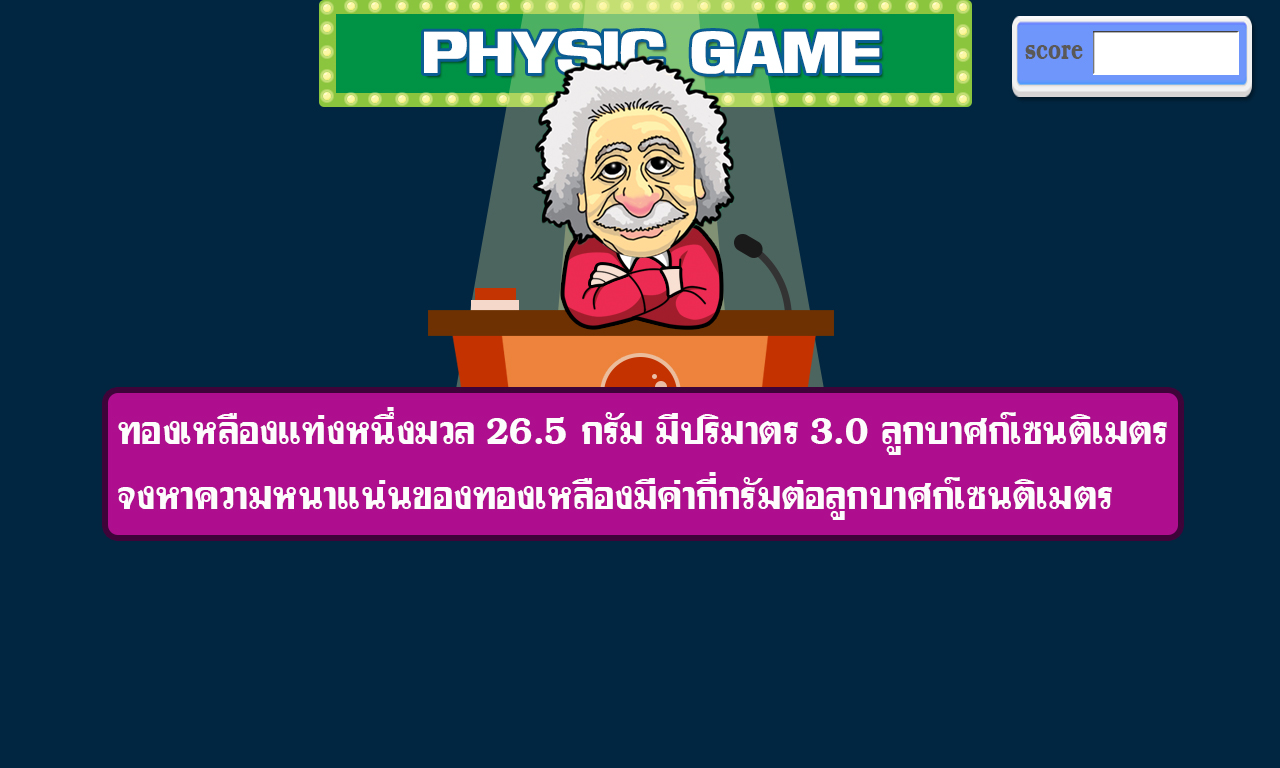 PHYSIC GAME
score
ทองเหลืองแท่งหนึ่งมวล 26.5 กรัม มีปริมาตร 3.0 ลูกบาศก์เซนติเมตร
จงหาความหนาแน่นของทองเหลืองมีค่ากี่กรัมต่อลูกบาศก์เซนติเมตร